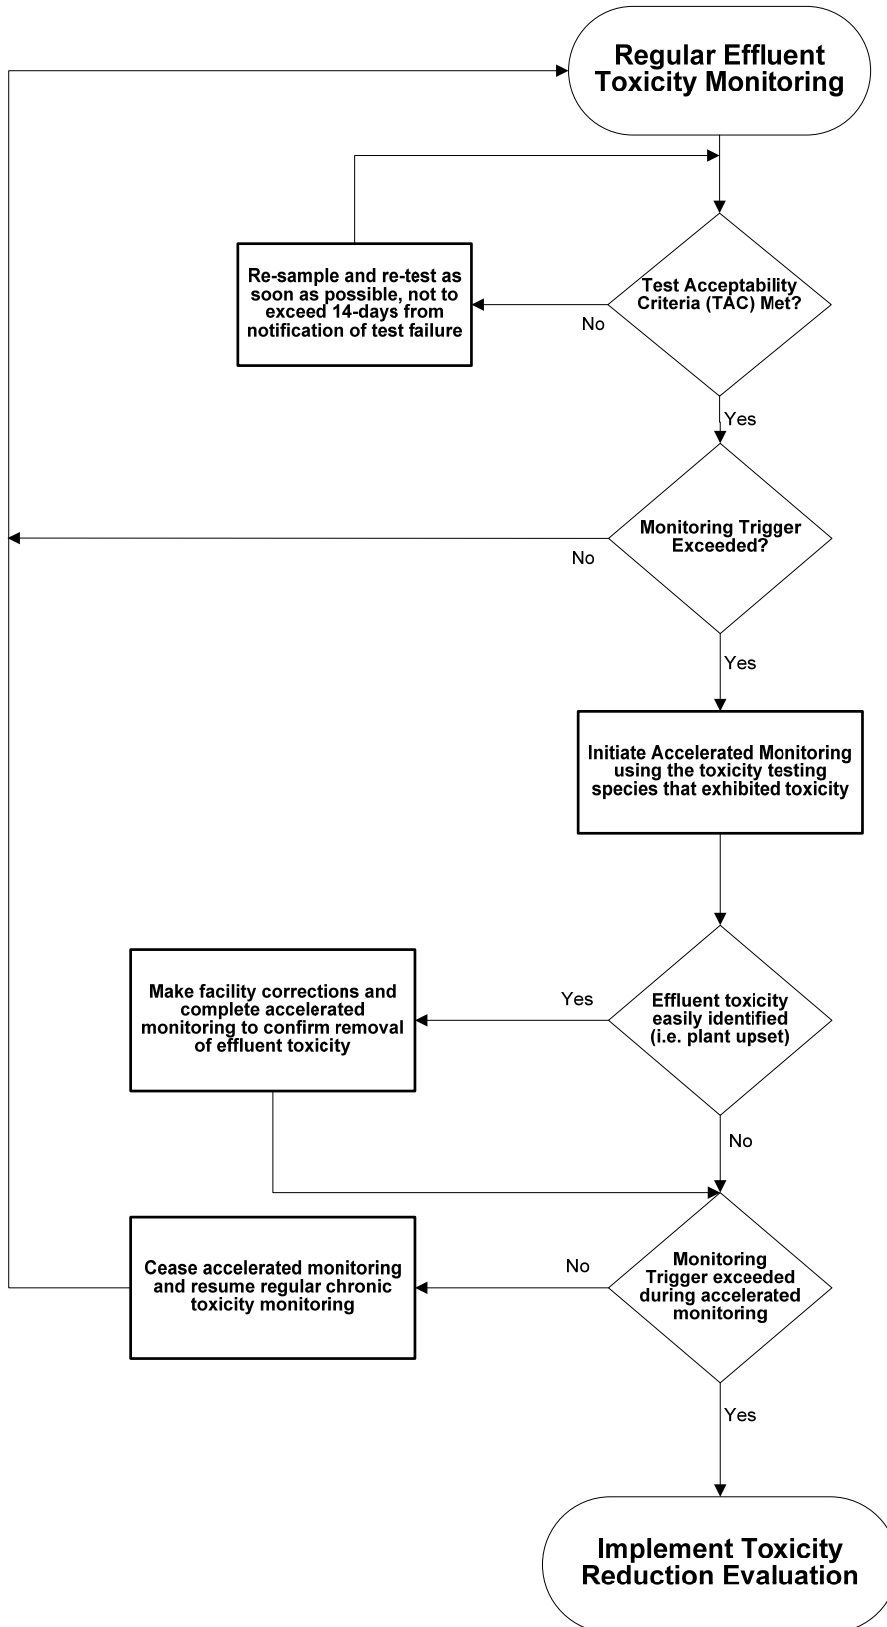 Regular Effluent
Toxicity Monitoring
Re-sample and re-test as
soon as possible, not to
exceed 14-days from
notification of test failure
Test Acceptability
Criteria (TAC) Met?
No
Yes
Monitoring Trigger
Exceeded?
No
Yes
Initiate Accelerated Monitoring
using the toxicity testing
species that exhibited toxicity
Make facility corrections and
complete accelerated
monitoring to confirm removal
of effluent toxicity
Yes
Effluent toxicity
easily identified
(i.e. plant upset)
No
Cease accelerated monitoring
and resume regular chronic
toxicity monitoring
No
Monitoring
Trigger exceeded
during accelerated
monitoring
Yes
Implement Toxicity
Reduction Evaluation